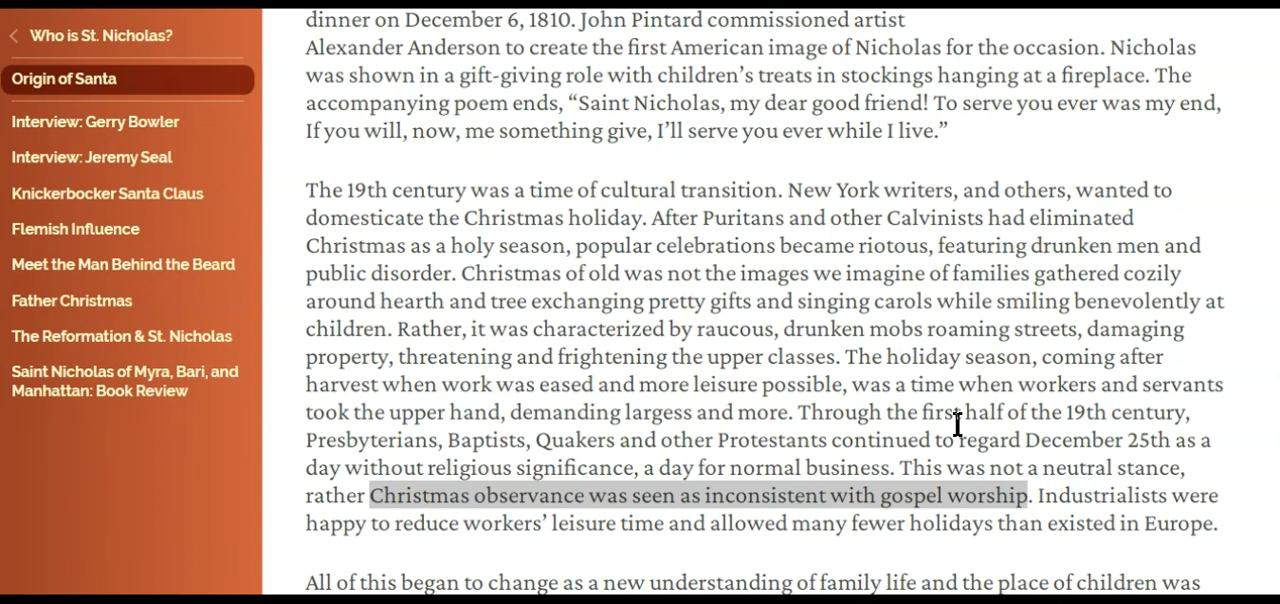 Who is St. Nicholas?
Origin of Santa
Interview: Gerry Bowler
Interview: Jeremy Seal
Knickerbocker Santa Claus
Flemish Influence
Meet the Man Behind the Beard
Father Christmas
The Reformation & St. Nicholas
Saint Nicholas of Myra, Bari, and
Manhattan: Book Review
dinner on December 6, 1810. John Pintard commissioned artist
Alexander Anderson to create the first American image of Nicholas for the occasion. Nicholas
was shown in a gift-giving role with children’s treats in stockings hanging at a fireplace. The
accompanying poem ends, “Saint Nicholas, my dear good friend! To serve you ever was my end,
If you will, now, me something give, I’ll serve you ever while I live.”
The 19th century was a time of cultural transition. New York writers, and others, wanted to
domesticate the Christmas holiday. After Puritans and other Calvinists had eliminated
Christmas as a holy season, popular celebrations became riotous, featuring drunken men and
public disorder. Christmas of old was not the images we imagine of families gathered cozily
around hearth and tree exchanging pretty gifts and singing carols while smiling benevolently at
children. Rather, it was characterized by raucous, drunken mobs roaming streets, damaging
property, threatening and frightening the upper classes. The holiday season, coming after
harvest when work was eased and more leisure possible, was a time when workers and servants
took the upper hand, demanding largess and more. Through the first half of the 19th century,
Presbyterians, Baptists, Quakers and other Protestants continued to regard December 25th as a
day without religious significance, a day for normal business. This was not a neutral stance,
rather Christmas observance was seen as inconsistent with gospel worship. Industrialists were
happy to reduce workers’ leisure time and allowed many fewer holidays than existed in Europe.
All of this began to change as a new understanding of family life and the place of children was